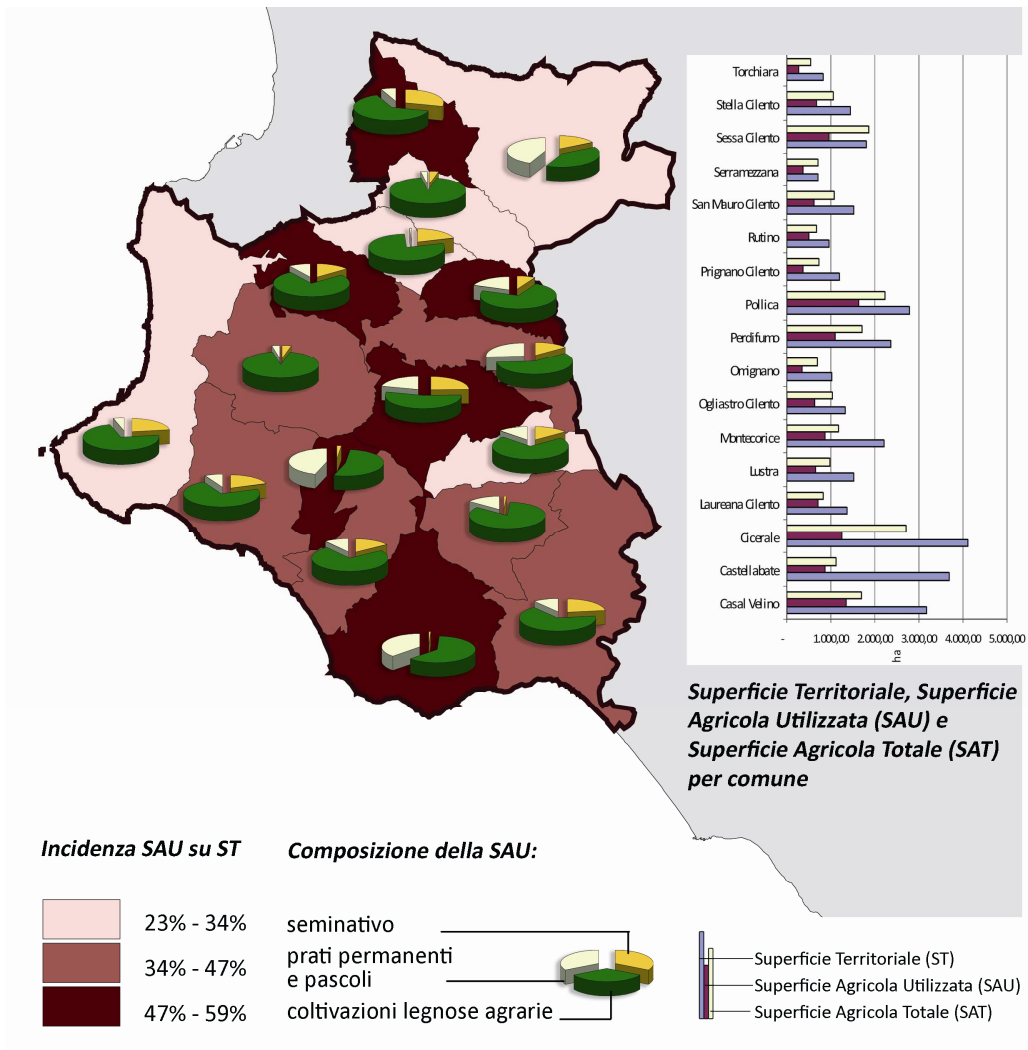 Torchiara
Stella Cilento
Sessa Cilento
Serramezzana
San Mauro Cilento
Rutino
Prignano Cilento
Pollica
Perdifumo
Orrignano
Ogliastro Cilento
Montecorice
Lustra
Laureana Cilento
Cicerale
Castellabate
Casal Velino
- 1.000,00 2.000,00 3.000,00 4.000,00 5.000,00
ha
Superficie Territoriale, Superficie
Agricola Utilizzata (SAU) e
Superficie Agricola Totale (SAT)
per comune
Incidenza SAU su ST
23% - 34%
34% - 47%
47% - 59%
Composizione della SAU:
seminativo
prati permanenti
e pascoli
coltivazioni legnose agrarie
Superficie Territoriale (ST)
Superficie Agricola Utilizzata (SAU)
Superficie Agricola Totale (SAT)